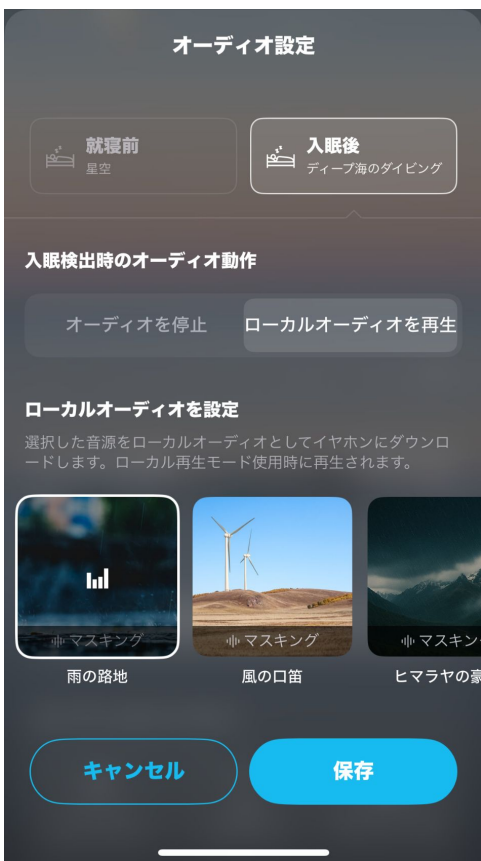 オーディオ設定
就寝前
星空
入眠後
ディープ海のダイビング
入眠検出時のオーディオ動作
オーディオを停止
ローカルオーディオを再生
ローカルオーディオを設定
選択した音源をローカルオーディオとしてイヤホンにダウンロ
ードします。ローカル再生モード使用時に再生されます。
マスキング
マスキング
マスキン
雨の路地
風の口笛
ヒマラヤの豪
キャンセル
保存